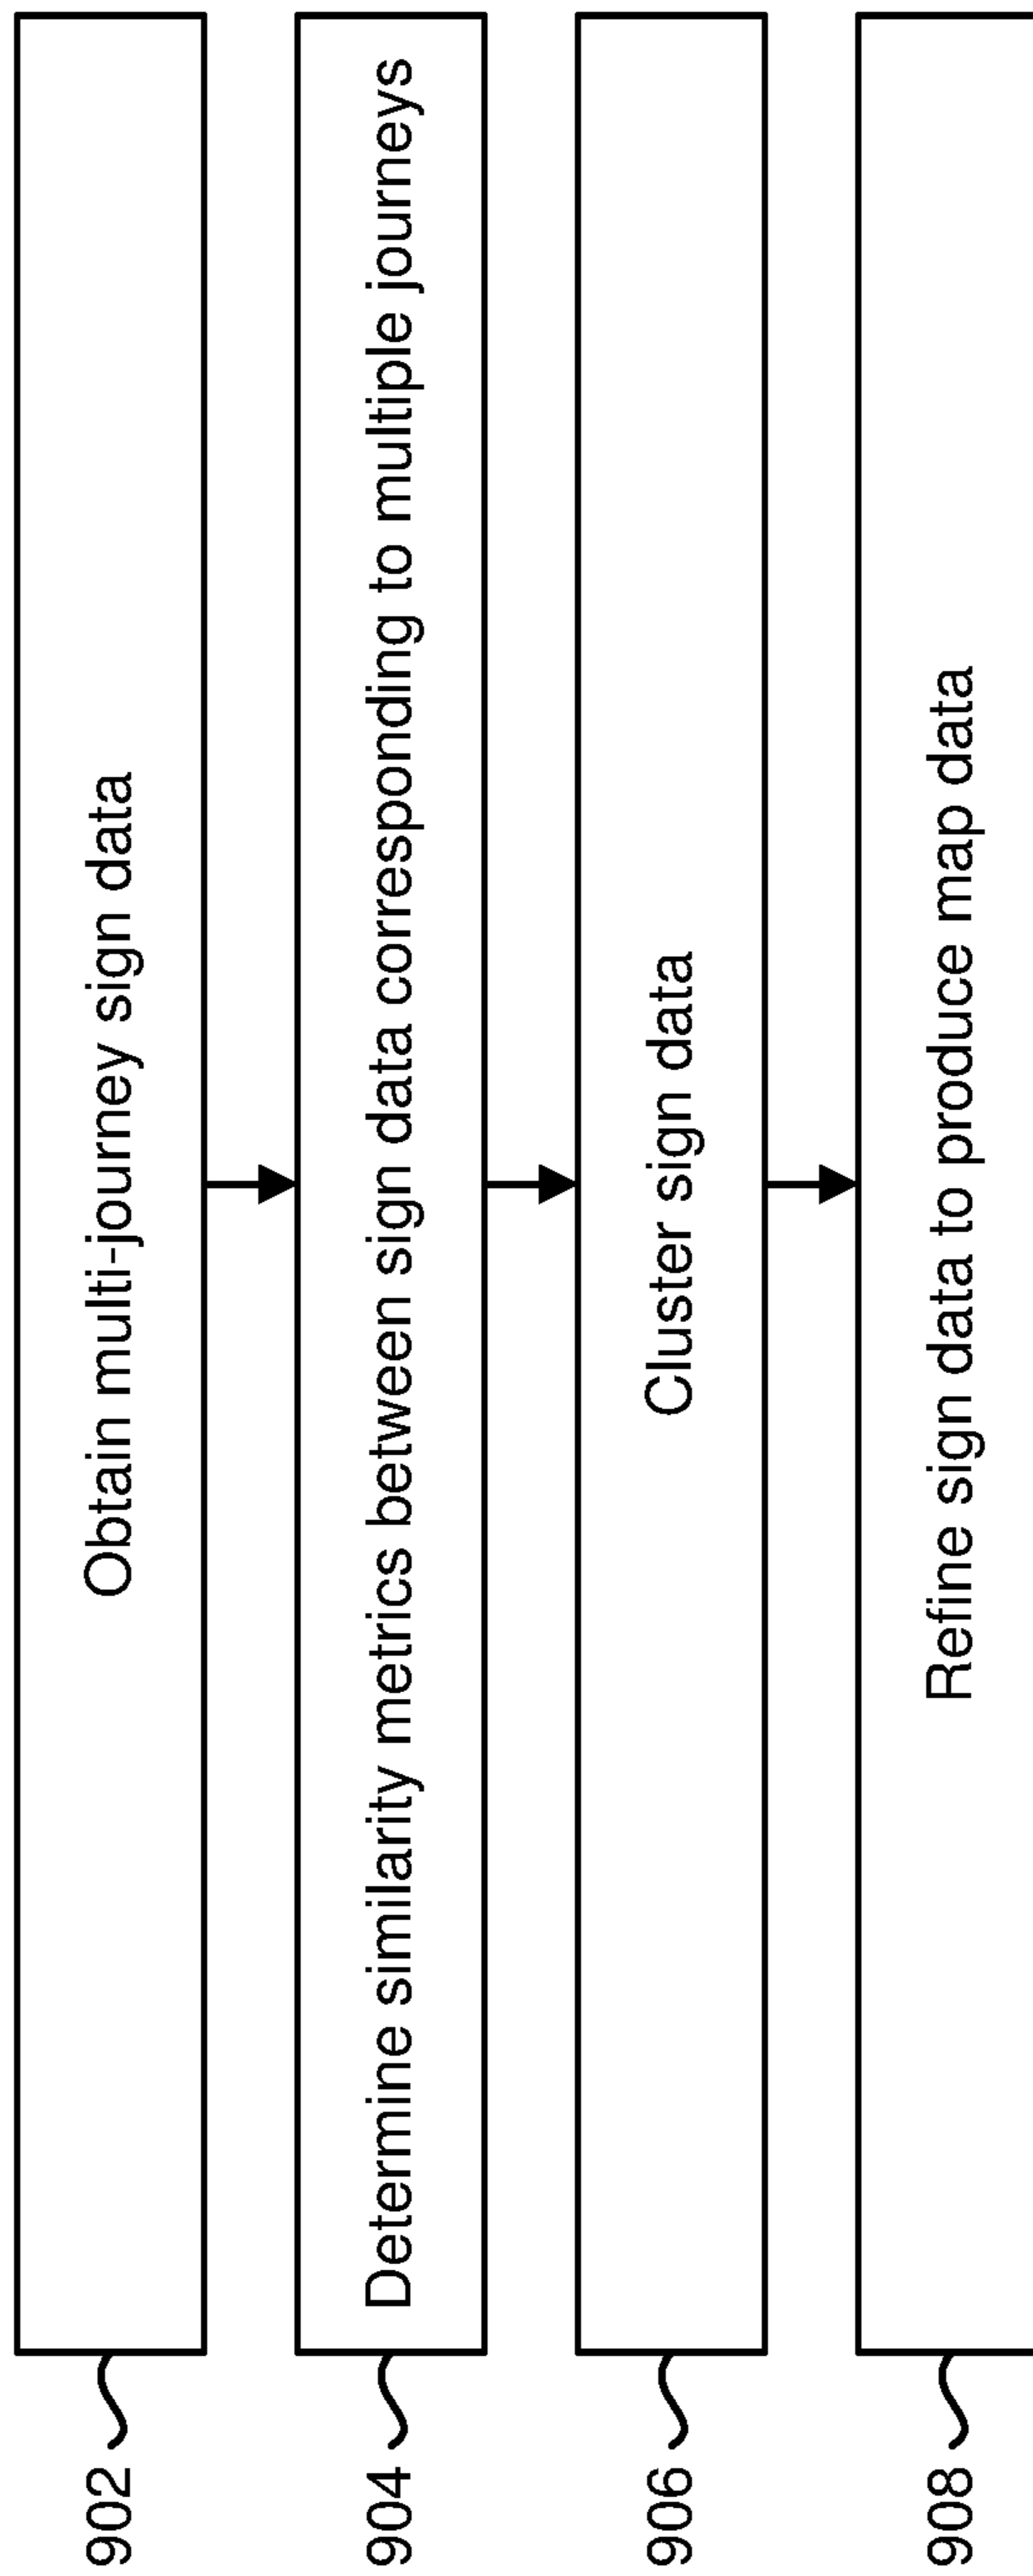 902
Obtain multi-journey sign data
904
Determine similarity metrics between sign data corresponding to multiple journeys
906
Cluster sign data
908
Refine sign data to produce map data